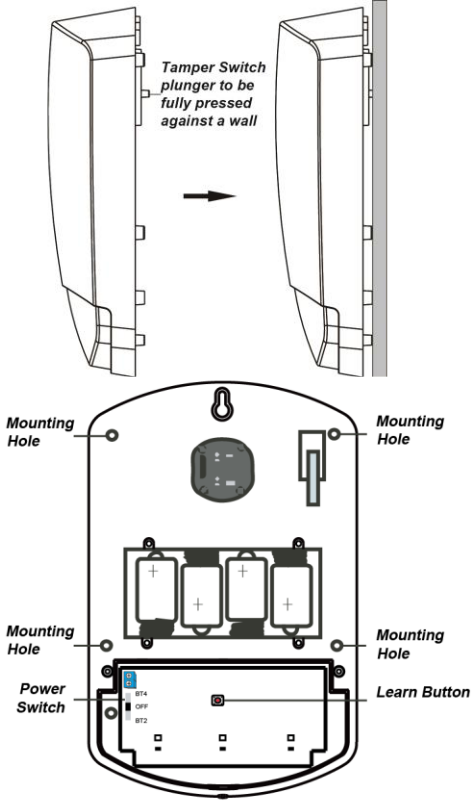 Tamper Switch
plunger to be
fully pressed
against a wall
Mounting
Hole
Mounting
Hole
Mounting
Hole
Mounting
Hole
Power
Switch
BT4
OFF
BT2
Learn Button